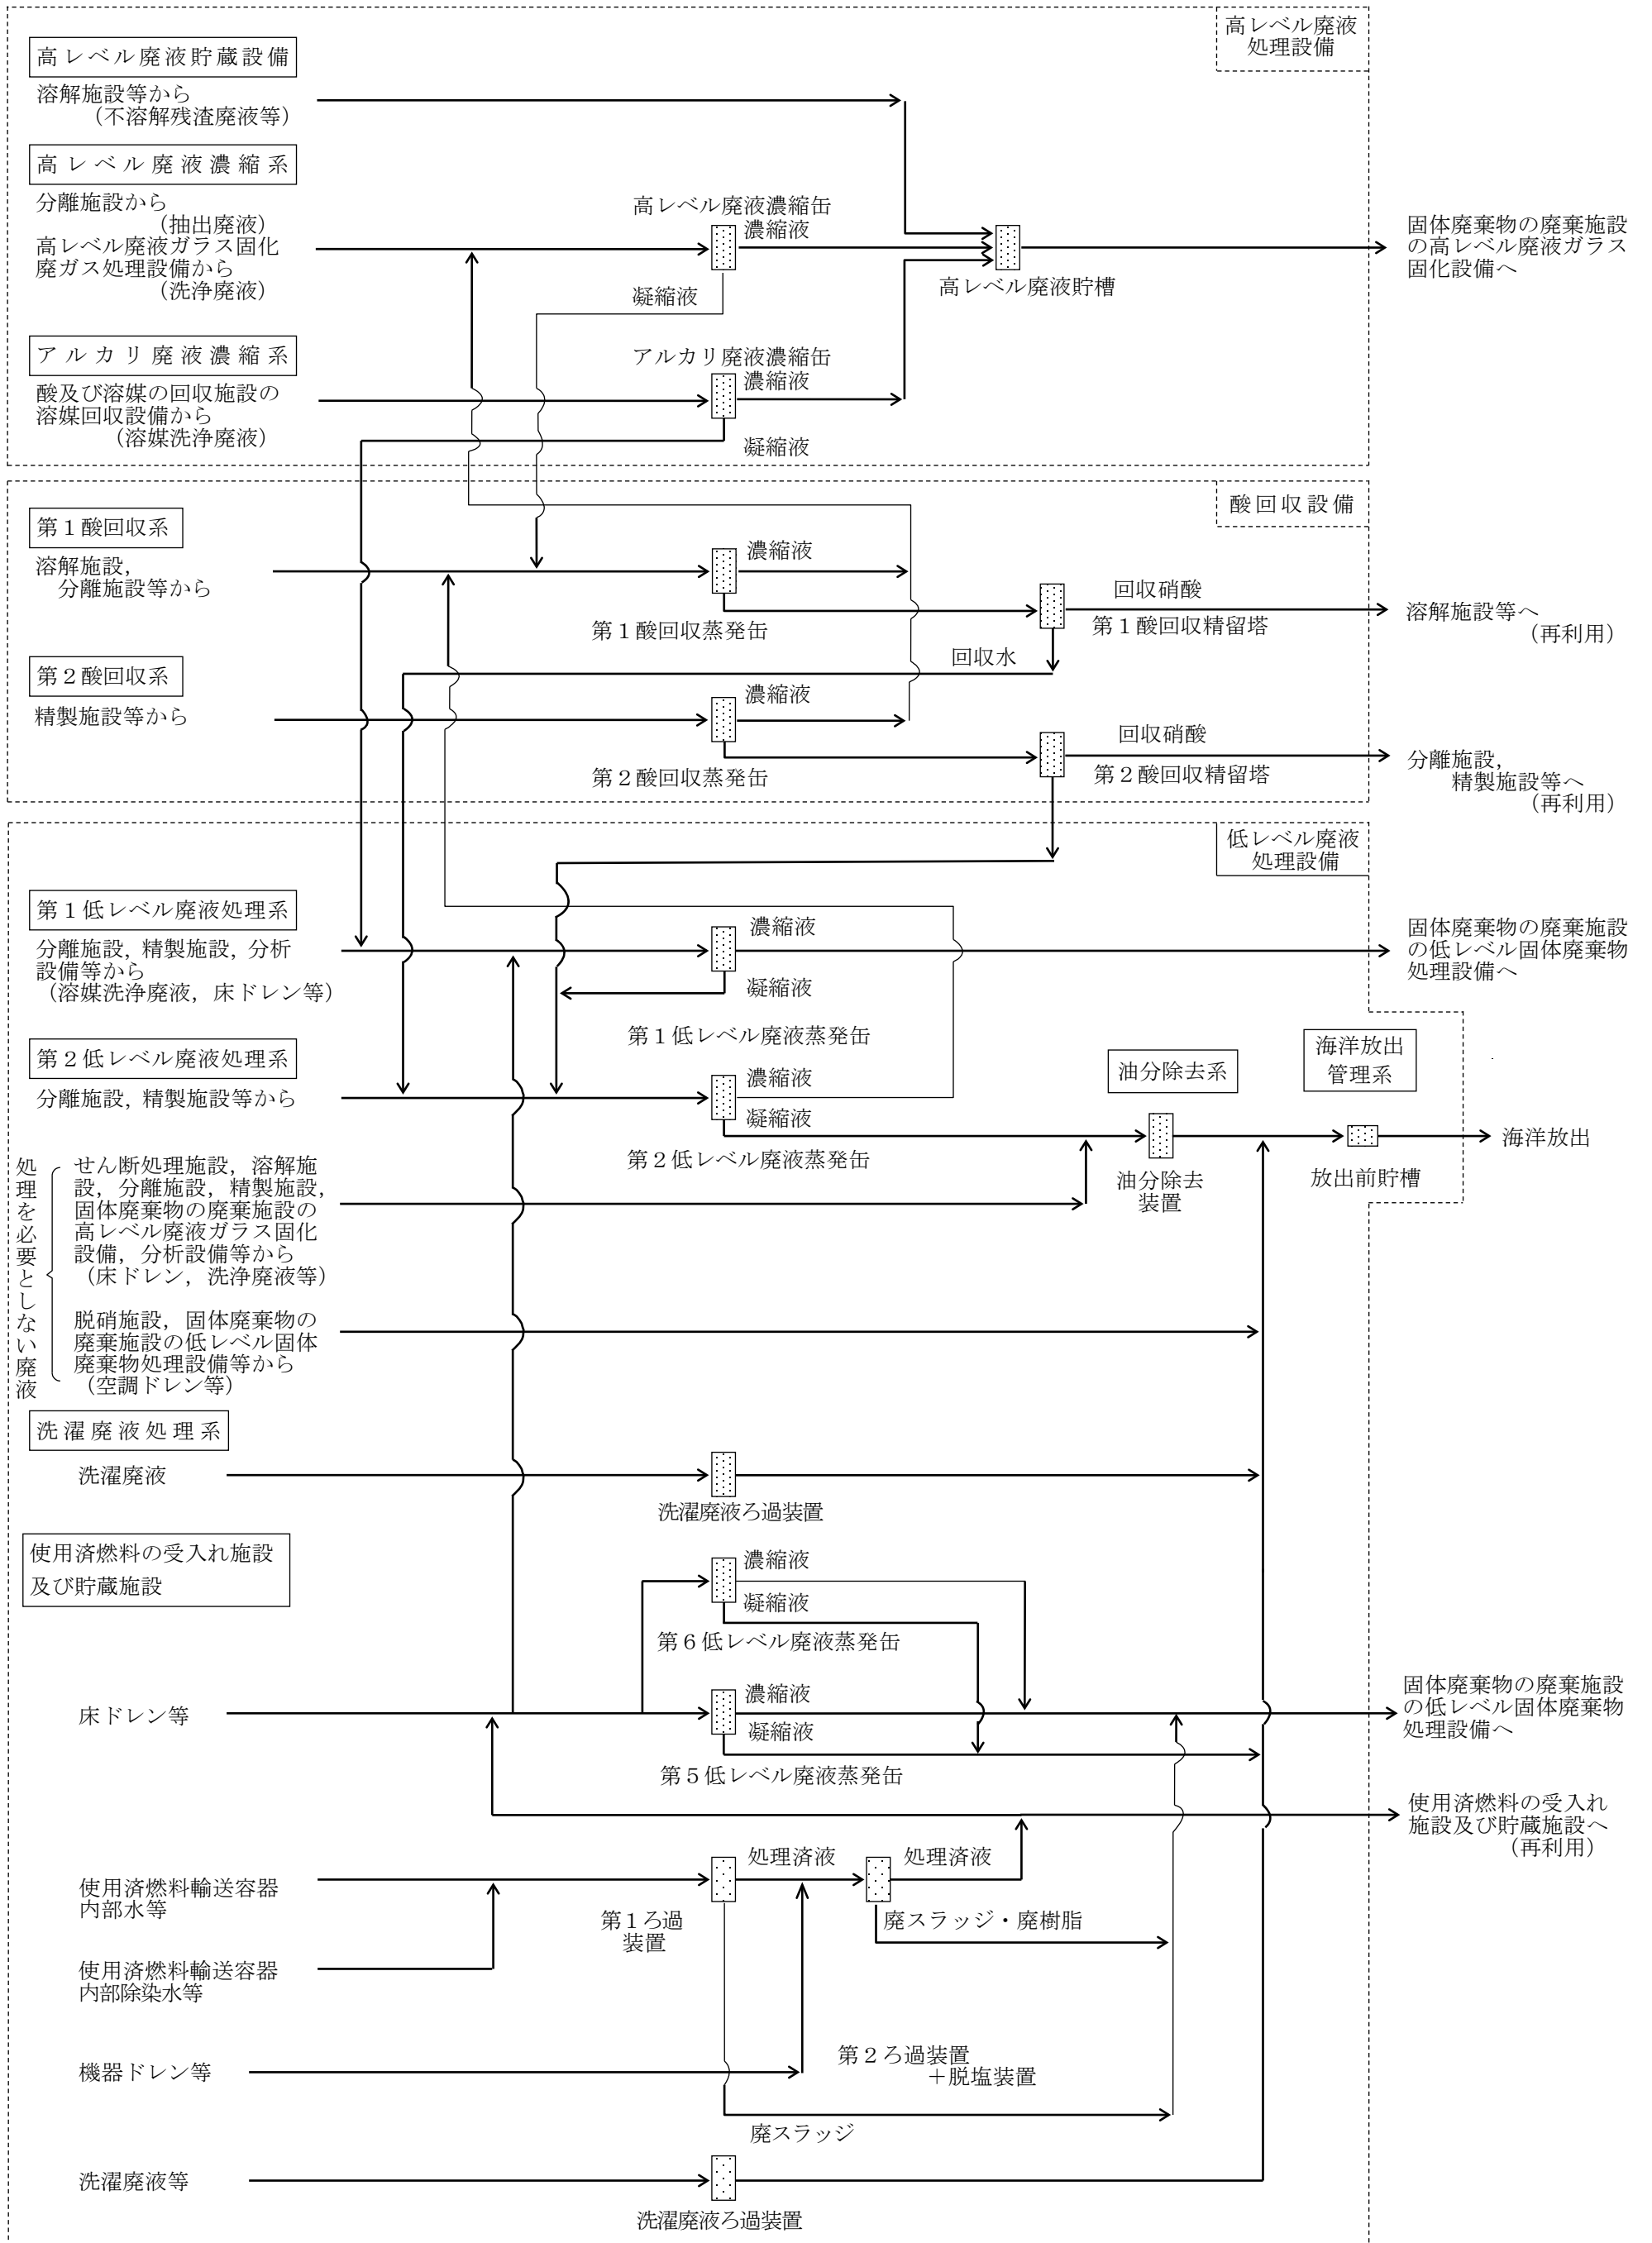 高レベル廃液
処理設備
高レベル廃液貯蔵設備
溶解施設等から
（不溶解残渣廃液等）
高レベル廃液濃縮系
分離施設から
（抽出廃液）
高レベル廃液ガラス固化
廃ガス処理設備から
（洗浄廃液）
高レベル廃液濃縮缶
濃縮液
凝縮液
高レベル廃液貯槽
固体廃棄物の廃棄施設
の高レベル廃液ガラス
固化設備へ
アルカリ廃液濃縮系
酸及び溶媒の回収施設の
溶媒回収設備から
（溶媒洗浄廃液）
アルカリ廃液濃縮缶
濃縮液
凝縮液
酸回収設備
第１酸回収系
溶解施設，
分離施設等から
濃縮液
第１酸回収蒸発缶
回収硝酸
第１酸回収精留塔
溶解施設等へ
（再利用）
回収水
第２酸回収系
精製施設等から
濃縮液
第２酸回収蒸発缶
回収硝酸
第２酸回収精留塔
分離施設，
精製施設等へ
（再利用）
低レベル廃液
処理設備
第１低レベル廃液処理系
分離施設，精製施設，分析
設備等から
（溶媒洗浄廃液，床ドレン等）
濃縮液
凝縮液
第１低レベル廃液蒸発缶
固体廃棄物の廃棄施設
の低レベル固体廃棄物
処理設備へ
第２低レベル廃液処理系
分離施設，精製施設等から
濃縮液
凝縮液
第２低レベル廃液蒸発缶
油分除去系
油分除去
装置
海洋放出
管理系
放出前貯槽
海洋放出
処理を必要としない廃液
せん断処理施設，溶解施
設，分離施設，精製施設，
固体廃棄物の廃棄施設の
高レベル廃液ガラス固化
設備，分析設備等から
（床ドレン，洗浄廃液等）
脱硝施設，固体廃棄物の
廃棄施設の低レベル固体
廃棄物処理設備等から
（空調ドレン等）
洗濯廃液処理系
洗濯廃液
洗濯廃液ろ過装置
使用済燃料の受入れ施設
及び貯蔵施設
濃縮液
凝縮液
第６低レベル廃液蒸発缶
床ドレン等
濃縮液
凝縮液
第５低レベル廃液蒸発缶
固体廃棄物の廃棄施設
の低レベル固体廃棄物
処理設備へ
使用済燃料の受入れ
施設及び貯蔵施設へ
（再利用）
使用済燃料輸送容器
内部水等
処理済液
処理済液
第１ろ過
装置
廃スラッジ・廃樹脂
使用済燃料輸送容器
内部除染水等
機器ドレン等
第２ろ過装置
＋脱塩装置
廃スラッジ
洗濯廃液等
洗濯廃液ろ過装置